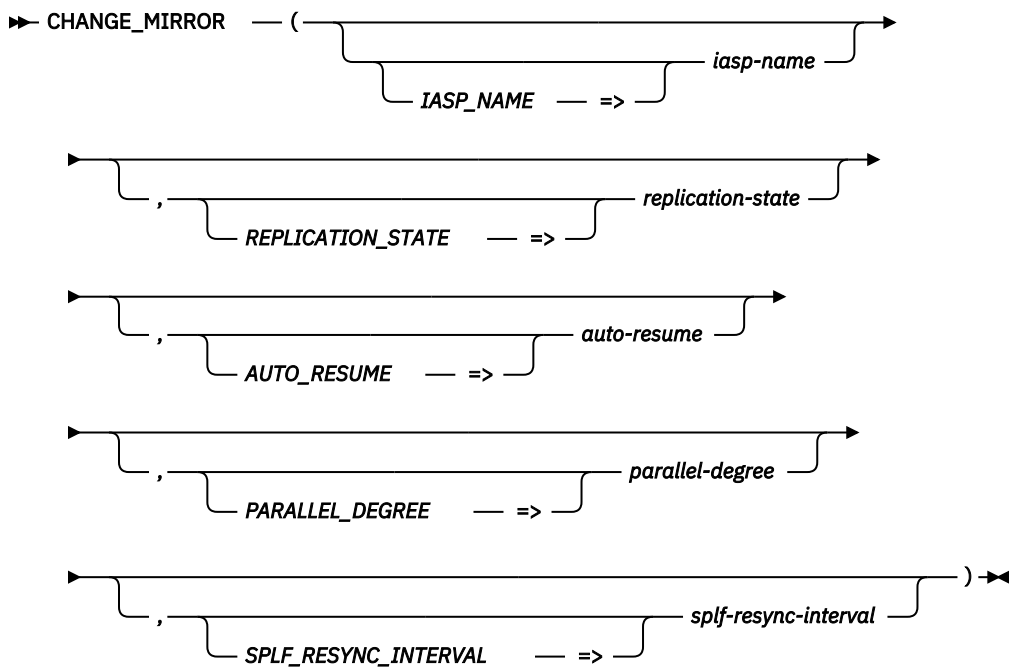 CHANGE_MIRROR (
iasp-name
IASP_NAME =>
, replication-state
REPLICATION_STATE =>
, auto-resume
AUTO_RESUME =>
, parallel-degree
PARALLEL_DEGREE =>
)
, splf-resync-interval
SPLF_RESYNC_INTERVAL =>